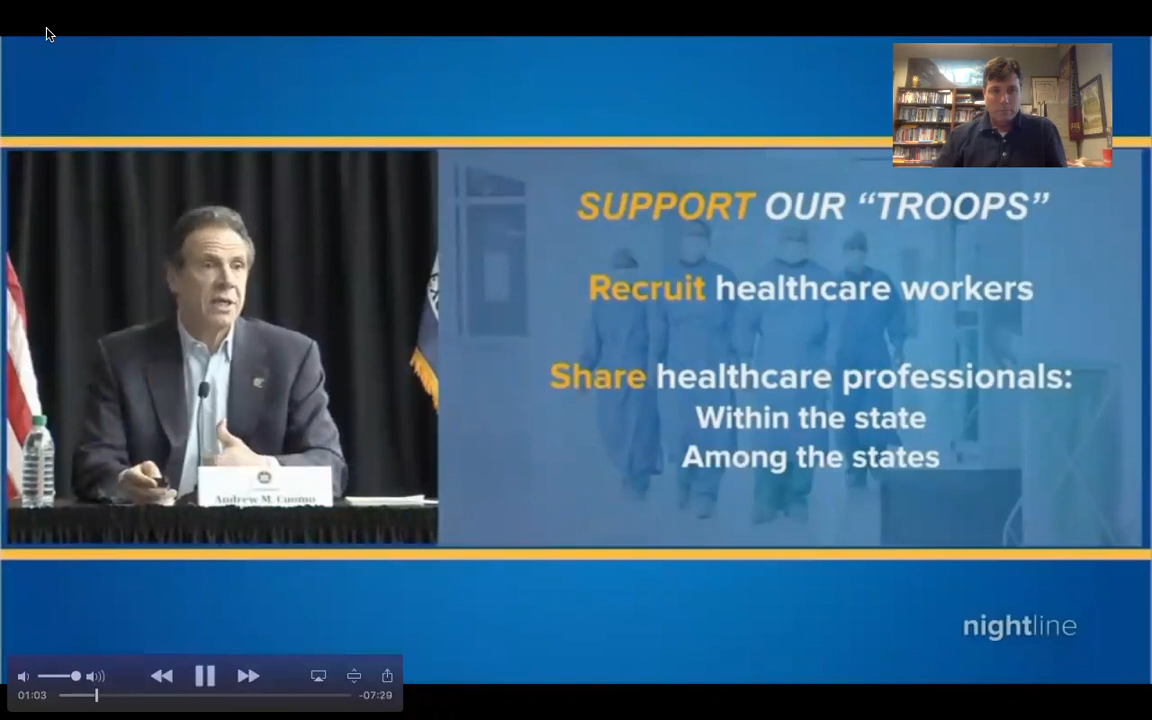 SUPPORT OUR “TROOPS”
Recruit healthcare workers
Share healthcare professionals:
Within the state
Among the states
Andrew M. Cuomo
nightline
01:03
-07:29